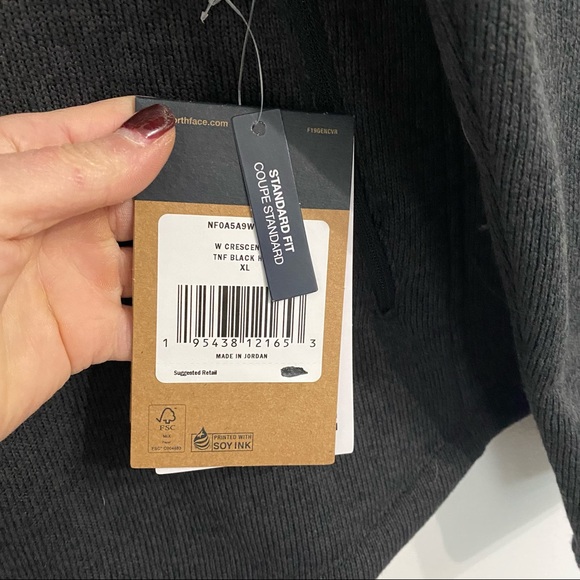 orthface.com
STANDARD FIT
COUPE STANDARD
NF0A5A9W
W CRESCEN
TNF BLACK H
XL
1 95438 12165 3
MADE IN JORDAN
Suggested Retail
FSC
MIX
PRINTED WITH
SOY INK